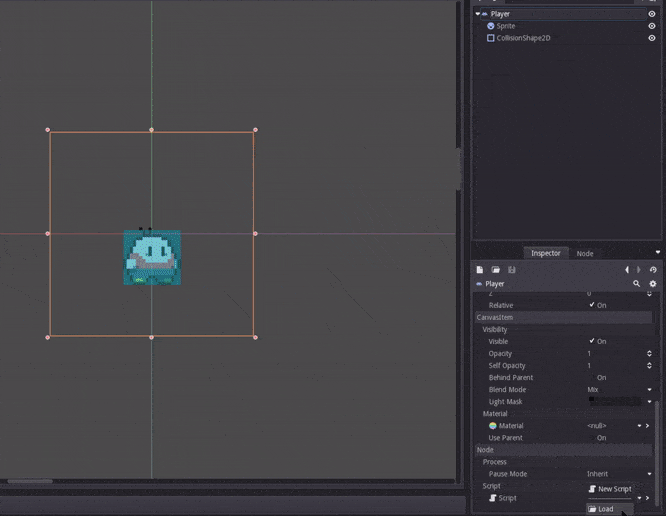 Player
Sprite
CollisionShape2D
Inspector
Node
Player
Z 0
Relative On
CanvasItem
Visibility
Visible On
Opacity 1
Self Opacity 1
Behind Parent On
Blend Mode Mix
Light Mask
Material
Material <null>
Use Parent On
Node
Process
Pause Mode Inherit
Script New Script
Script
Load